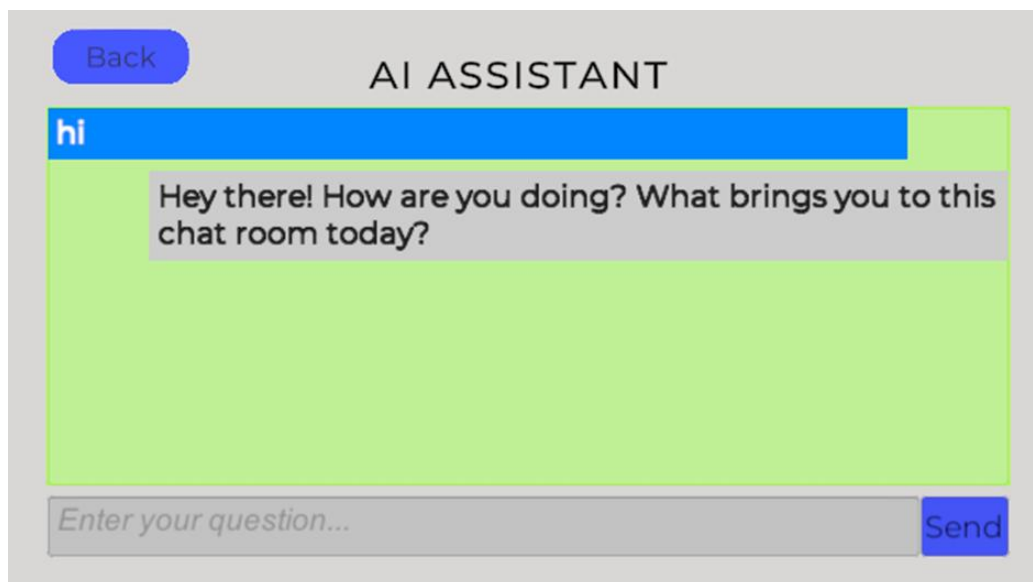 Back
AI ASSISTANT
hi
Hey there! How are you doing? What brings you to this
chat room today?
Enter your question...
Send